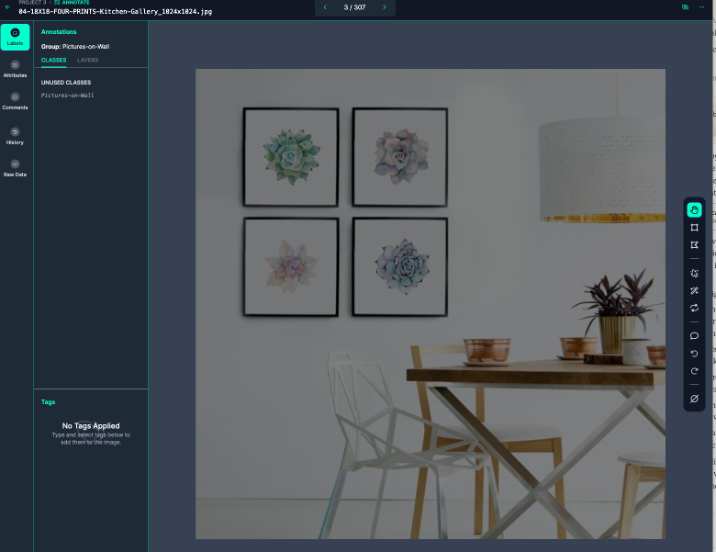 PROJECT 3 › ANNOTATE
04-18X18-FOUR-PRINTS-Kitchen-Gallery_1024x1024.jpg
3 / 307
Labels
Attributes
Comments
History
Raw Data
Annotations
Group: Pictures-on-Wall
CLASSES LAYERS
UNUSED CLASSES
Pictures-on-Wall
Tags
No Tags Applied
Type and select tags below to
add them to the image.